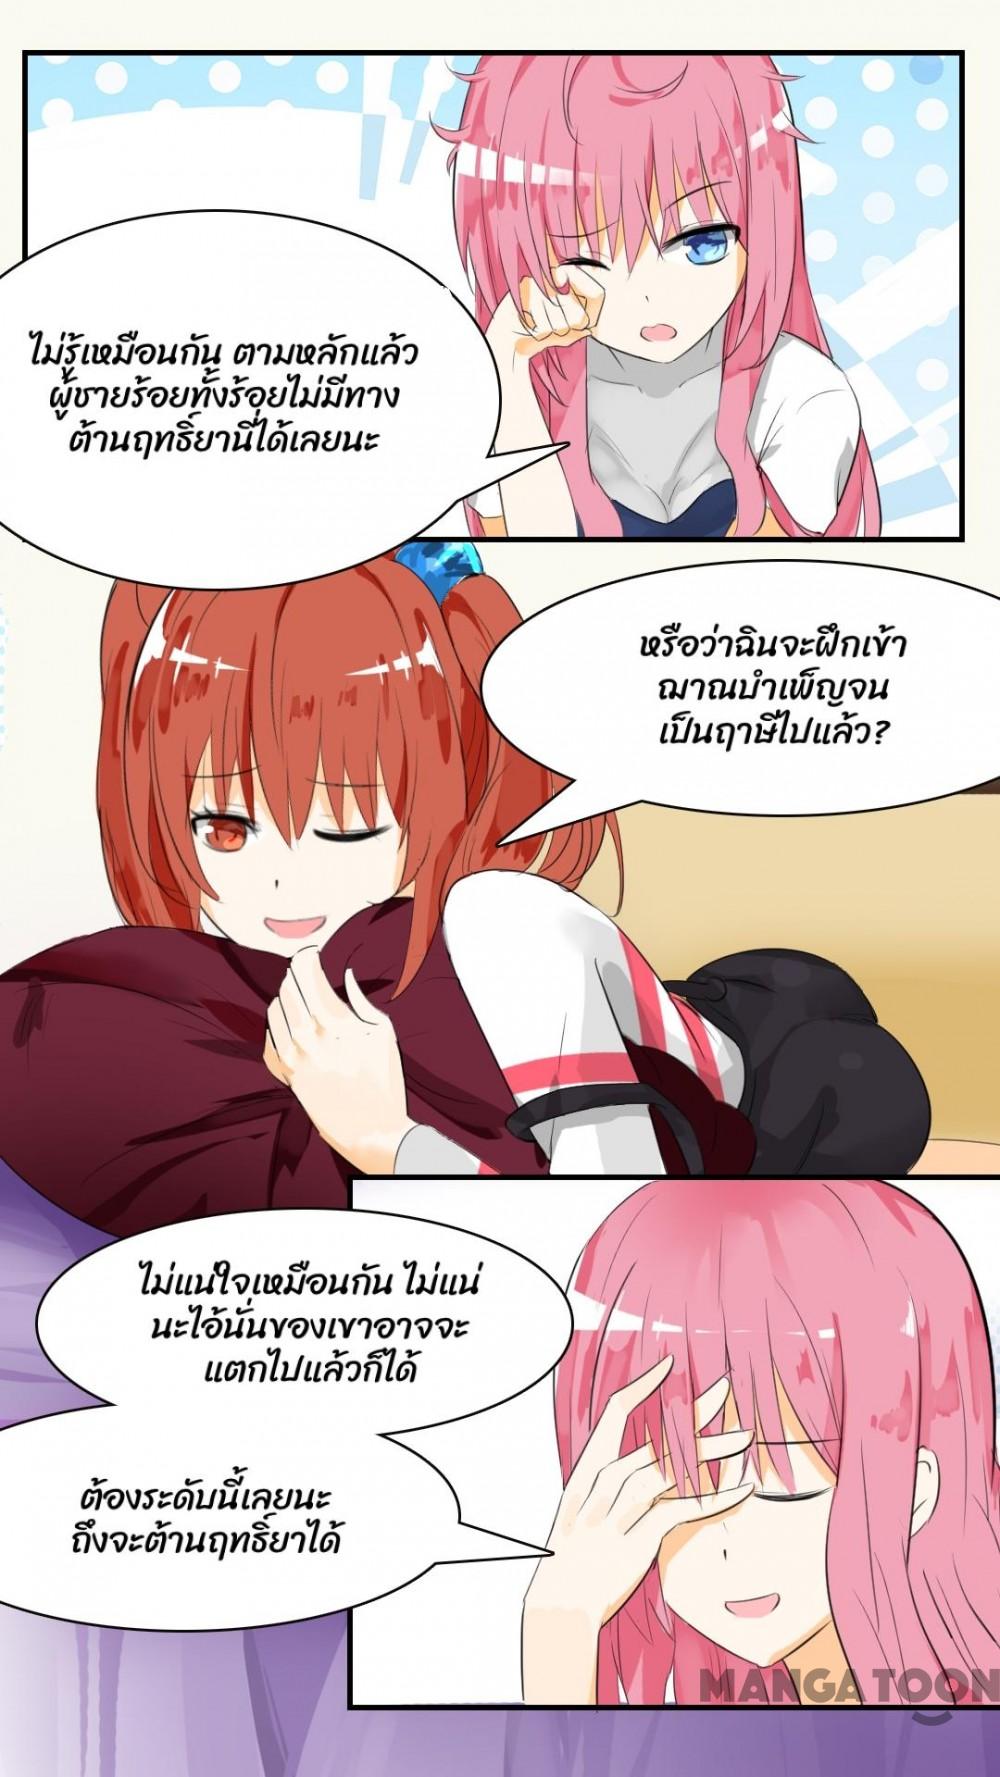 ไม่รู้เหมือนกัน ตามหลักแล้ว
ผู้ชายร้อยทั้งร้อยไม่มีทาง
ต้านฤทธิ์ยานี้ได้เลยนะ
หรือว่าฉินจะฝึกเข้า
ฌาณบำเพ็ญจน
เป็นฤาษีไปแล้ว?
ไม่แน่ใจเหมือนกัน ไม่แน่
นะไอ้นั่นของเขาอาจจะ
แตกไปแล้วก็ได้
ต้องระดับนี้เลยนะ
ถึงจะต้านฤทธิ์ยาได้
MANGA TOON